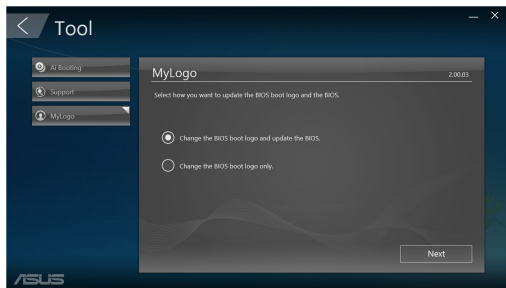 Tool
Ai Booting
Support
MyLogo
MyLogo
2.00.03
Select how you want to update the BIOS boot logo and the BIOS.
Change the BIOS boot logo and update the BIOS.
Change the BIOS boot logo only.
Next
ASUS